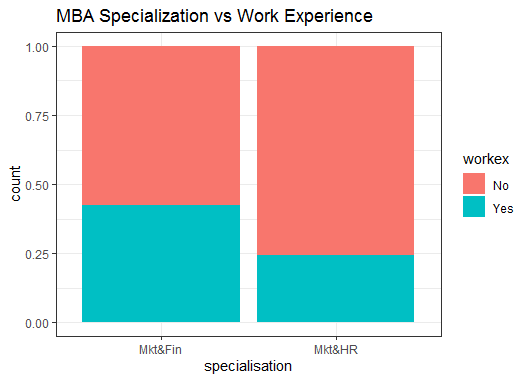 MBA Specialization vs Work Experience
1.00
0.75
0.50
0.25
0.00
count
Mkt&Fin
Mkt&HR
specialisation
workex
No
Yes